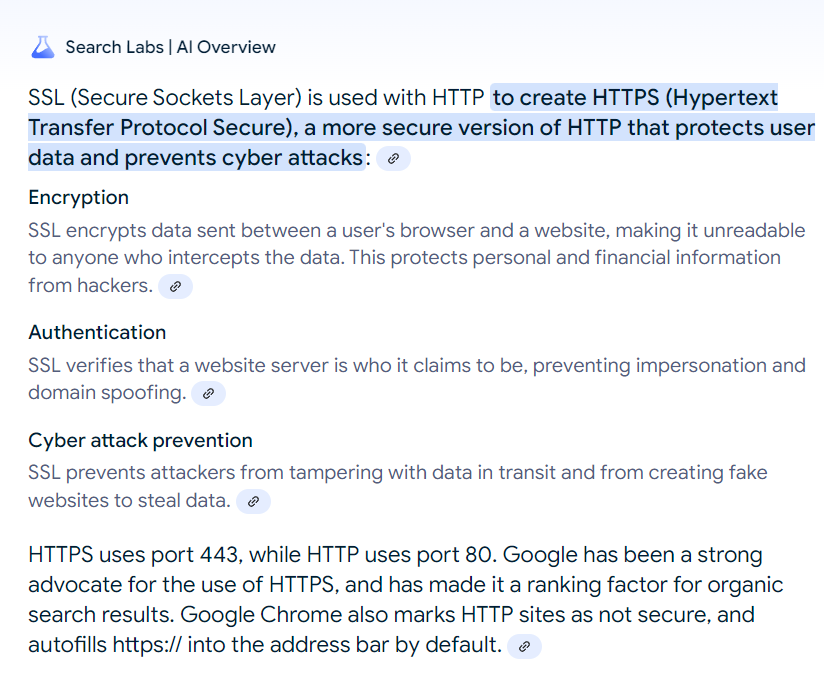 Search Labs | AI Overview
SSL (Secure Sockets Layer) is used with HTTP to create HTTPS (Hypertext
Transfer Protocol Secure), a more secure version of HTTP that protects user
data and prevents cyber attacks:
Encryption
SSL encrypts data sent between a user's browser and a website, making it unreadable
to anyone who intercepts the data. This protects personal and financial information
from hackers.
Authentication
SSL verifies that a website server is who it claims to be, preventing impersonation and
domain spoofing.
Cyber attack prevention
SSL prevents attackers from tampering with data in transit and from creating fake
websites to steal data.
HTTPS uses port 443, while HTTP uses port 80. Google has been a strong
advocate for the use of HTTPS, and has made it a ranking factor for organic
search results. Google Chrome also marks HTTP sites as not secure, and
autofills https:// into the address bar by default.